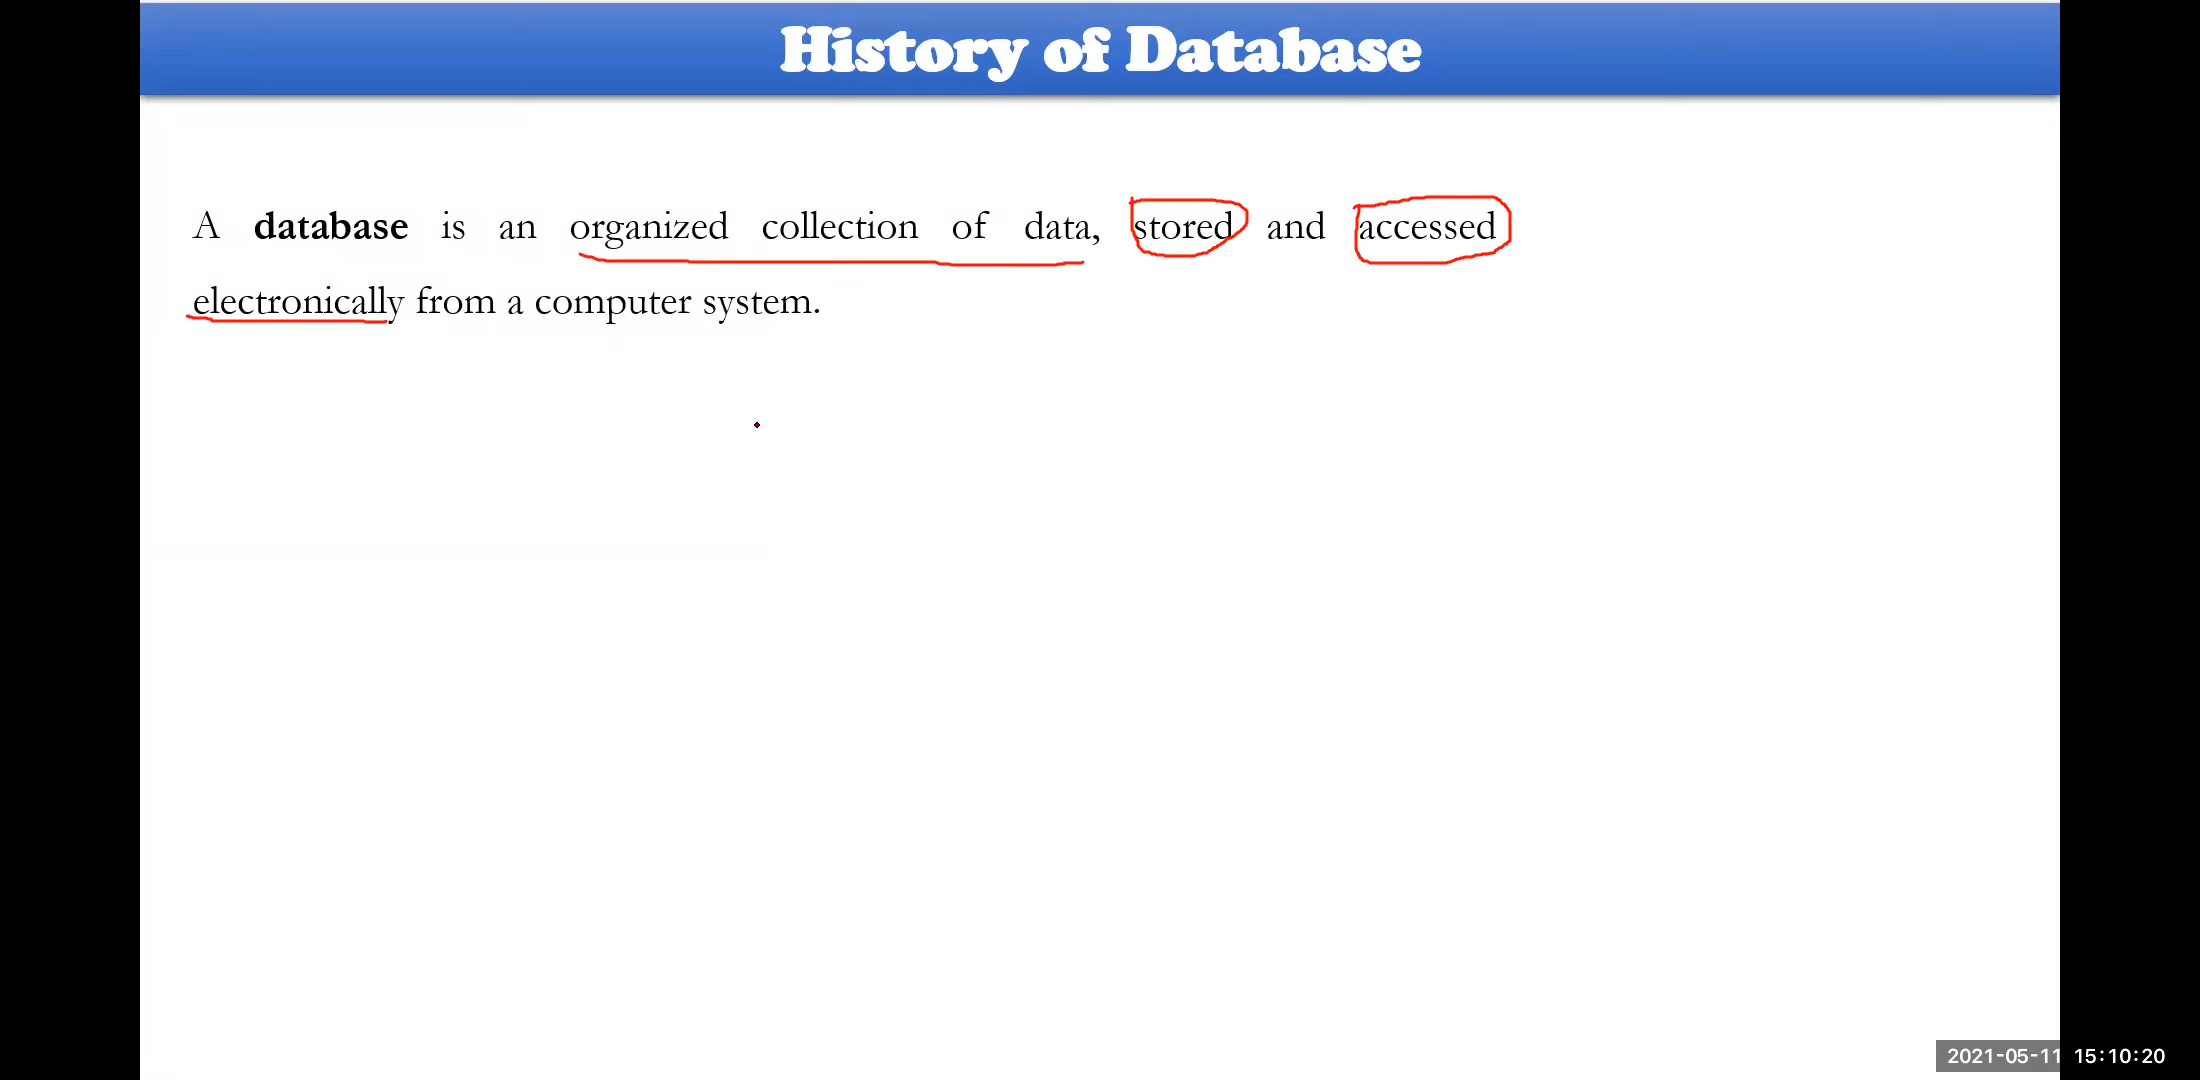 History of Database
A database is an organized collection of data, stored and accessed
electronically from a computer system.
2021-05-11 15:10:20